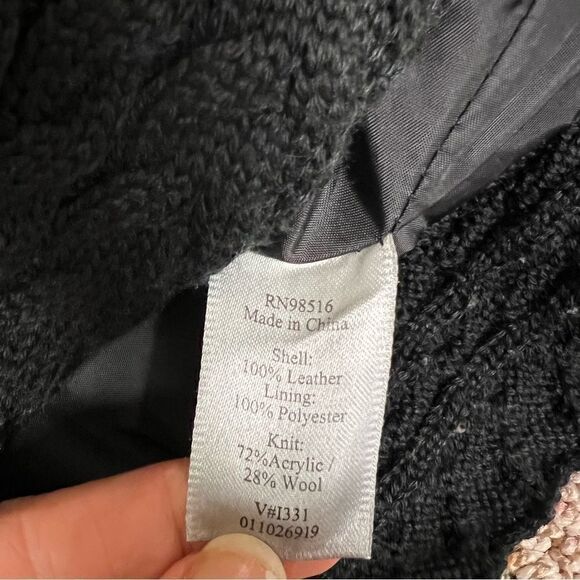 RN98516
Made in China
Shell:
100% Leather
Lining:
100% Polyester
Knit:
72%Acrylic /
28% Wool
V#I331
011026919